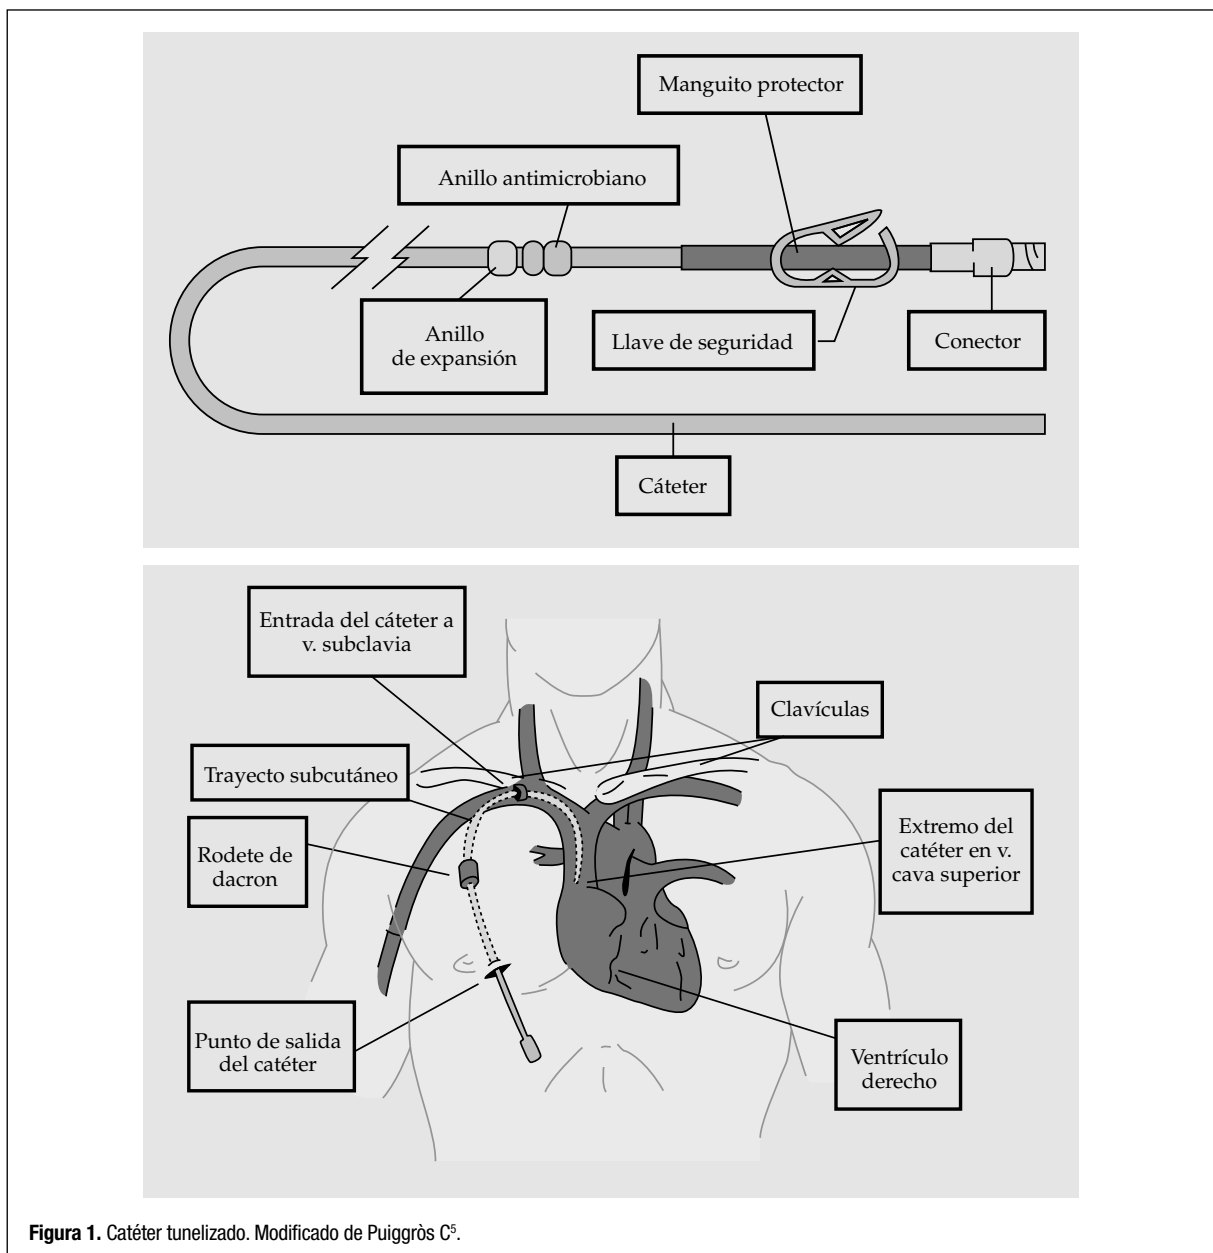 Manguito protector
Anillo antimicrobiano
Anillo
de expansión
Llave de seguridad
Conector
Cáteter
Entrada del cáteter a
v. subclavia
Clavículas
Trayecto subcutáneo
Rodete de
dacron
Extremo del
catéter en v.
cava superior
Punto de salida
del catéter
Ventrículo
derecho
Figura 1. Catéter tunelizado. Modificado de Puiggròs C⁵.